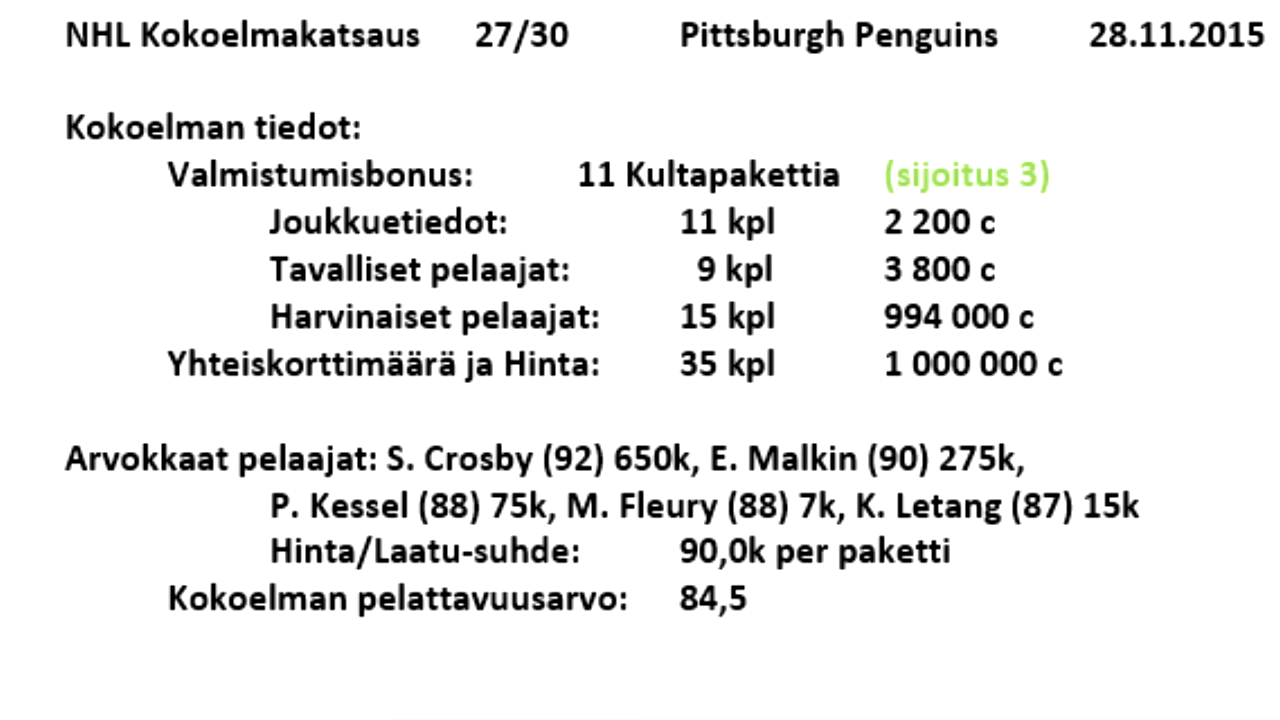 NHL Kokoelmakatsaus 27/30 Pittsburgh Penguins 28.11.2015
Kokoelman tiedot:
Valmistumisbonus: 11 Kultapakettia (sijoitus 3)
Joukkuetiedot: 11 kpl 2 200 c
Tavalliset pelaajat: 9 kpl 3 800 c
Harvinaiset pelaajat: 15 kpl 994 000 c
Yhteiskorttimäärä ja Hinta: 35 kpl 1 000 000 c
Arvokkaat pelaajat: S. Crosby (92) 650k, E. Malkin (90) 275k,
P. Kessel (88) 75k, M. Fleury (88) 7k, K. Letang (87) 15k
Hinta/Laatu-suhde: 90,0k per paketti
Kokoelman pelattavuusarvo: 84,5